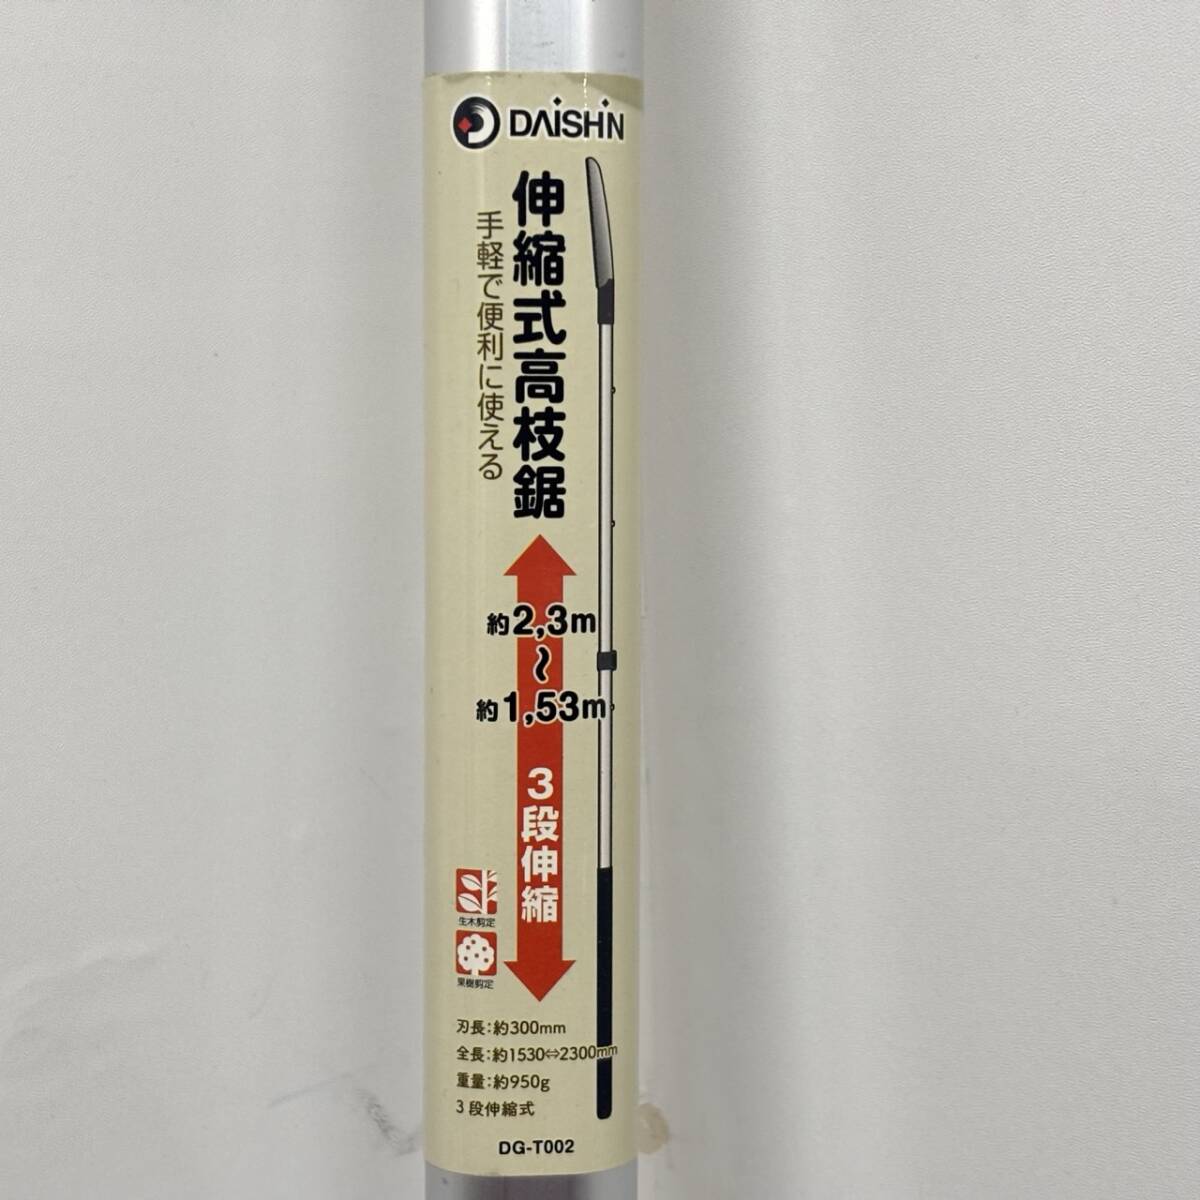 DAISHIN
伸縮式高枝鋸
手軽で便利に使える
約2,3m
～
約1,53m
3段伸縮
生木剪定
果樹剪定
刃長：約300mm
全長：約1530⇔2300mm
重量：約950g
3段伸縮式
DG-T002